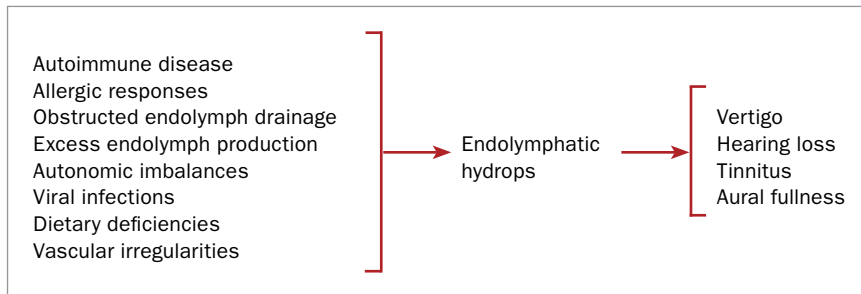 Autoimmune disease
Allergic responses
Obstructed endolymph drainage
Excess endolymph production
Autonomic imbalances
Viral infections
Dietary deficiencies
Vascular irregularities
Endolymphatic
hydrops
Vertigo
Hearing loss
Tinnitus
Aural fullness